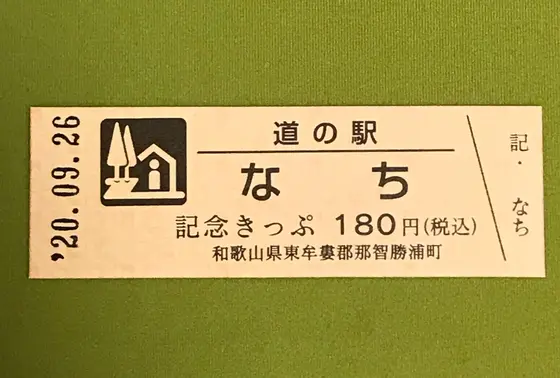 '20.09.26
道の駅
なち
記念きっぷ 180円(税込)
和歌山県東牟婁郡那智勝浦町
記・なち